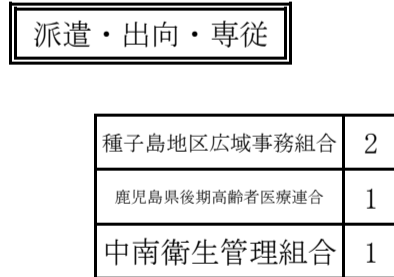 派遣・出向・専従
種子島地区広域事務組合 2
鹿児島県後期高齢者医療連合 1
中南衛生管理組合 1